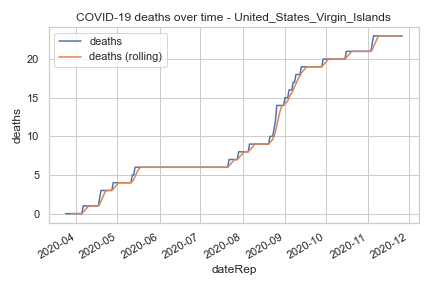 COVID-19 deaths over time - United_States_Virgin_Islands
deaths
deaths (rolling)
deaths
20
15
10
5
0
2020-04
2020-05
2020-06
2020-07
2020-08
2020-09
2020-10
2020-11
2020-12
dateRep